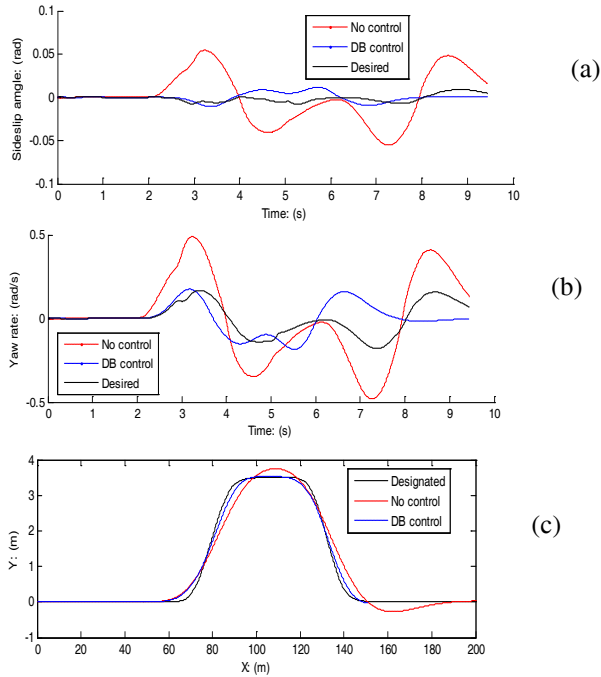 0.1
0.05
0
-0.05
-0.1
Sideslip amgle: (rad)
No control
DB control
Desired
0 1 2 3 4 5 6 7 8 9 10
Time: (s)
(a)
0.5
0
-0.5
Yaw rate: (rad/s)
No control
DB control
Desired
0 1 2 3 4 5 6 7 8 9 10
Time: (s)
(b)
4
3
2
1
0
-1
Y: (m)
Designated
No control
DB control
0 20 40 60 80 100 120 140 160 180 200
X: (m)
(c)